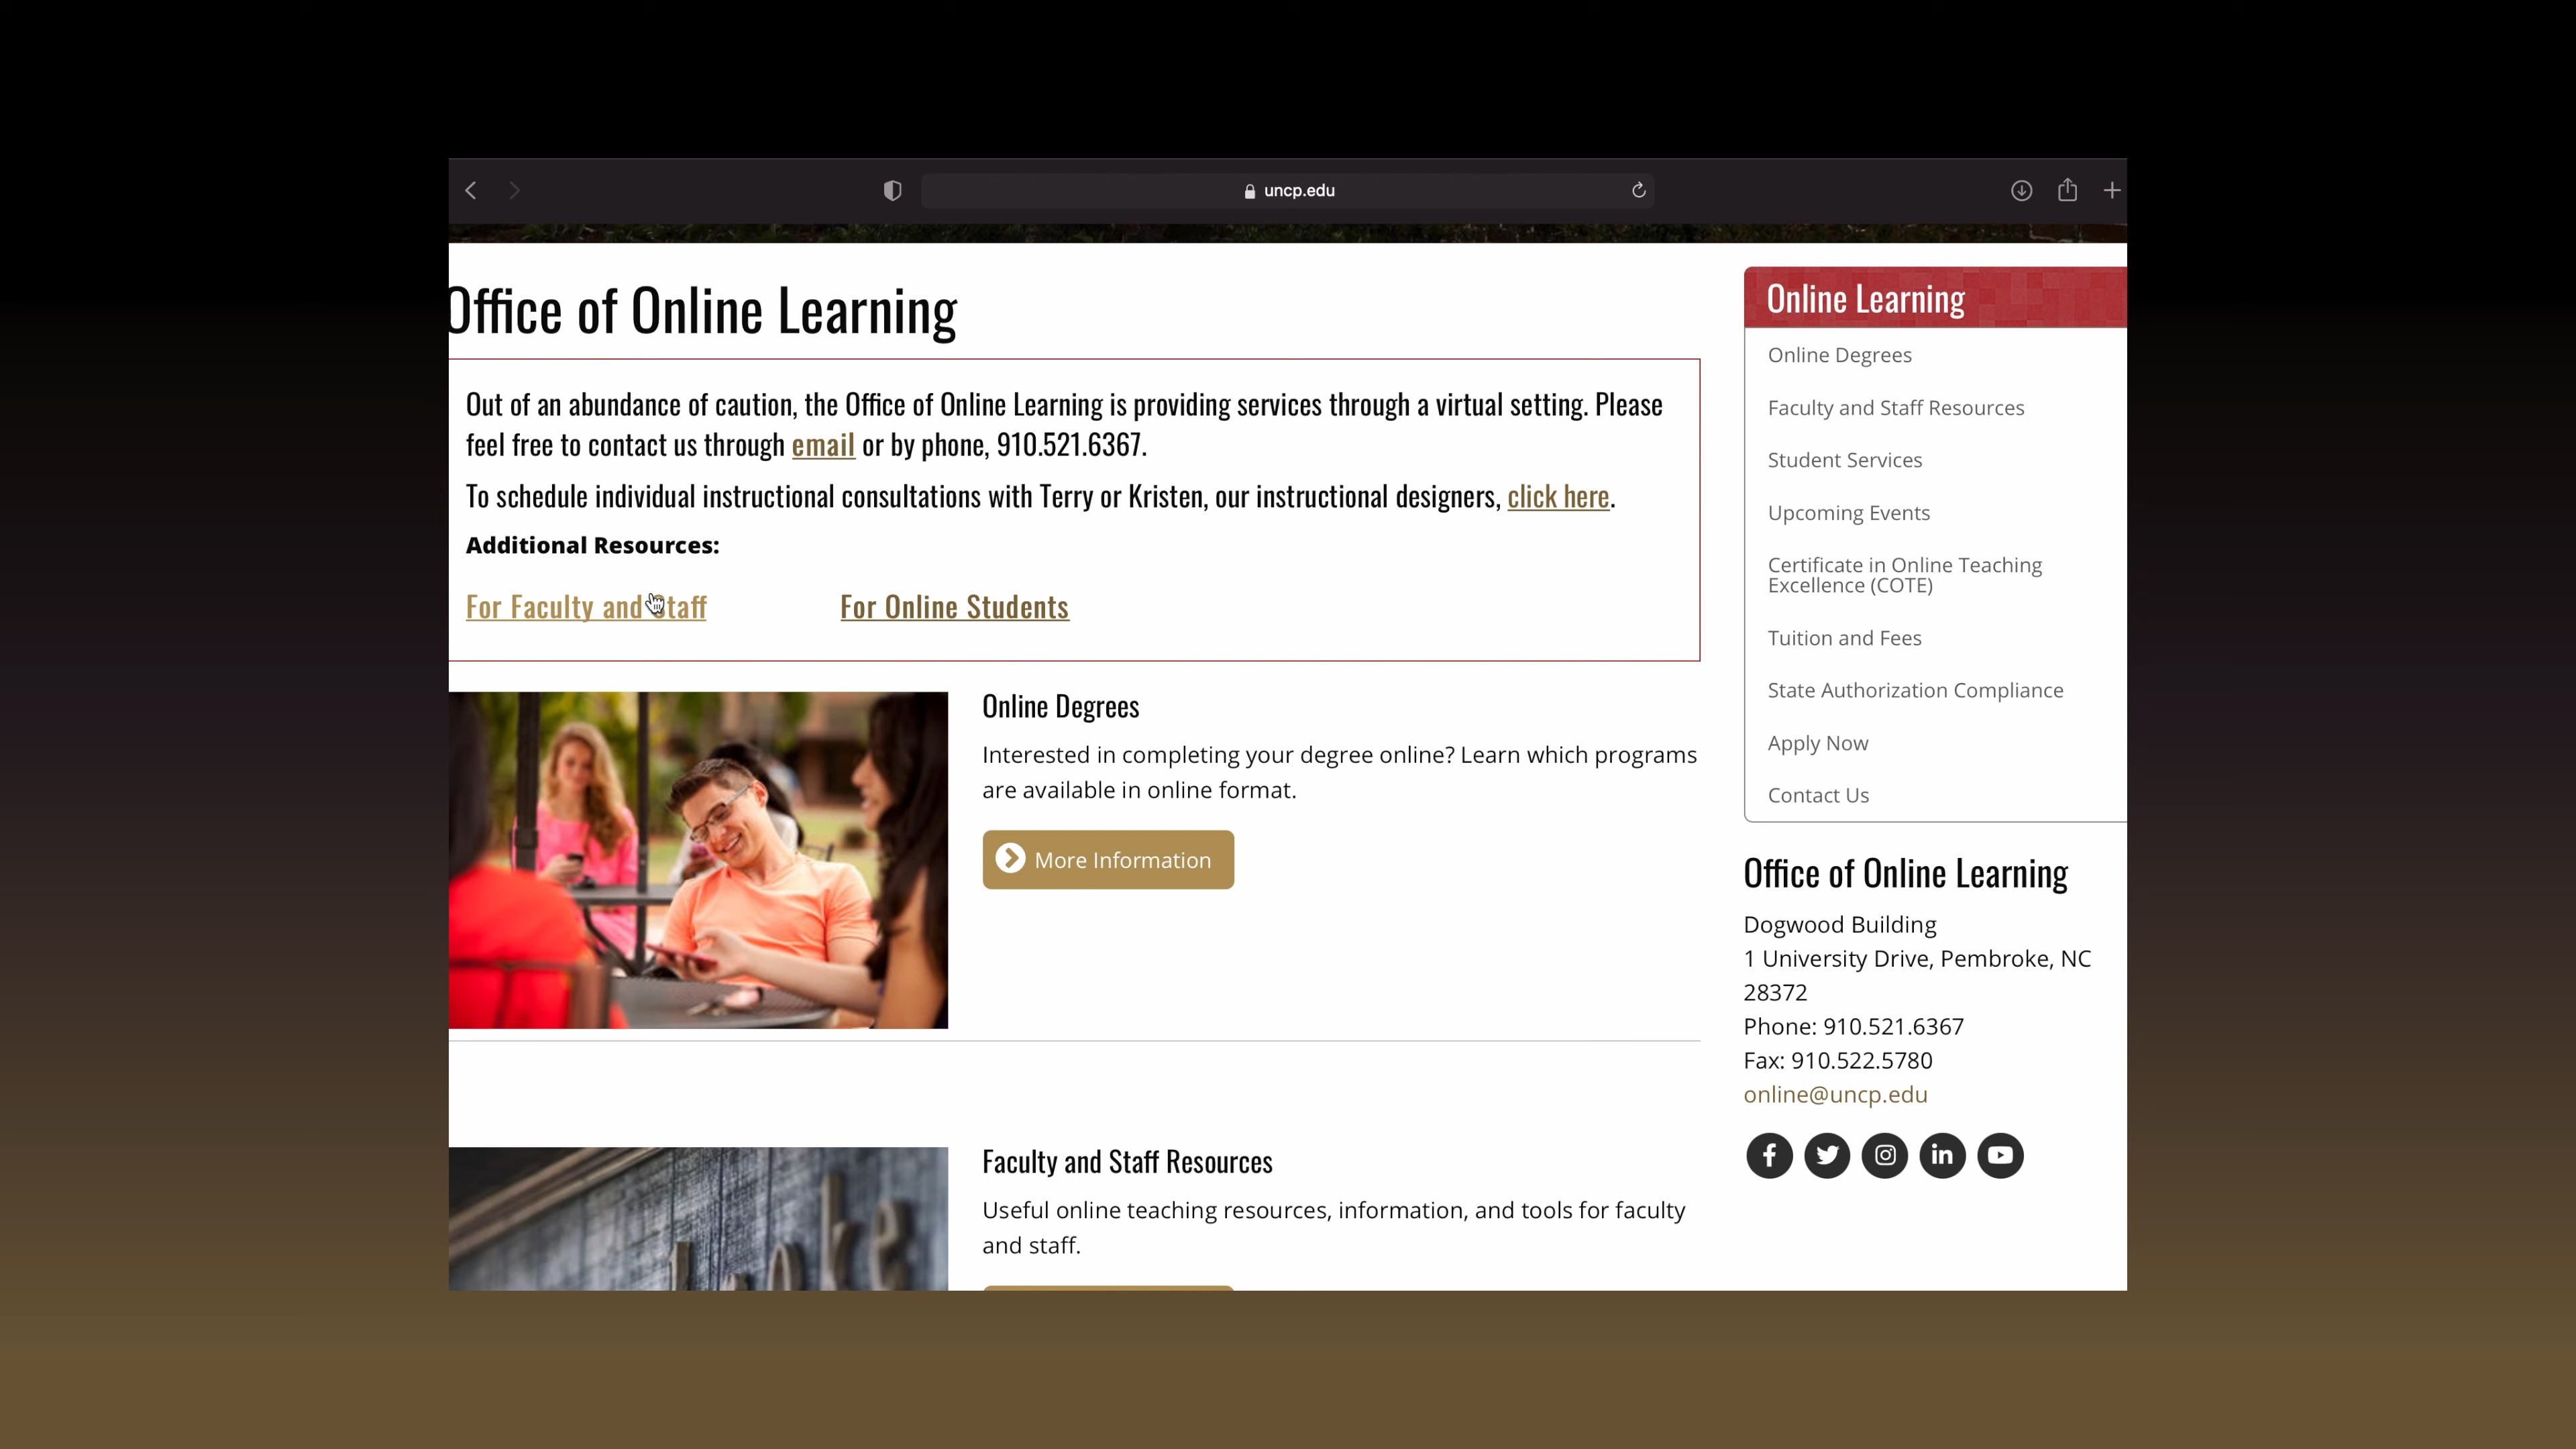 uncp.edu
Office of Online Learning
Out of an abundance of caution, the Office of Online Learning is providing services through a virtual setting. Please
feel free to contact us through email or by phone, 910.521.6367.
To schedule individual instructional consultations with Terry or Kristen, our instructional designers, click here.
Additional Resources:
For Faculty and Staff
For Online Students
Online Degrees
Interested in completing your degree online? Learn which programs
are available in online format.
More Information
Faculty and Staff Resources
Useful online teaching resources, information, and tools for faculty
and staff.
Online Learning
Online Degrees
Faculty and Staff Resources
Student Services
Upcoming Events
Certificate in Online Teaching
Excellence (COTE)
Tuition and Fees
State Authorization Compliance
Apply Now
Contact Us
Office of Online Learning
Dogwood Building
1 University Drive, Pembroke, NC
28372
Phone: 910.521.6367
Fax: 910.522.5780
online@uncp.edu